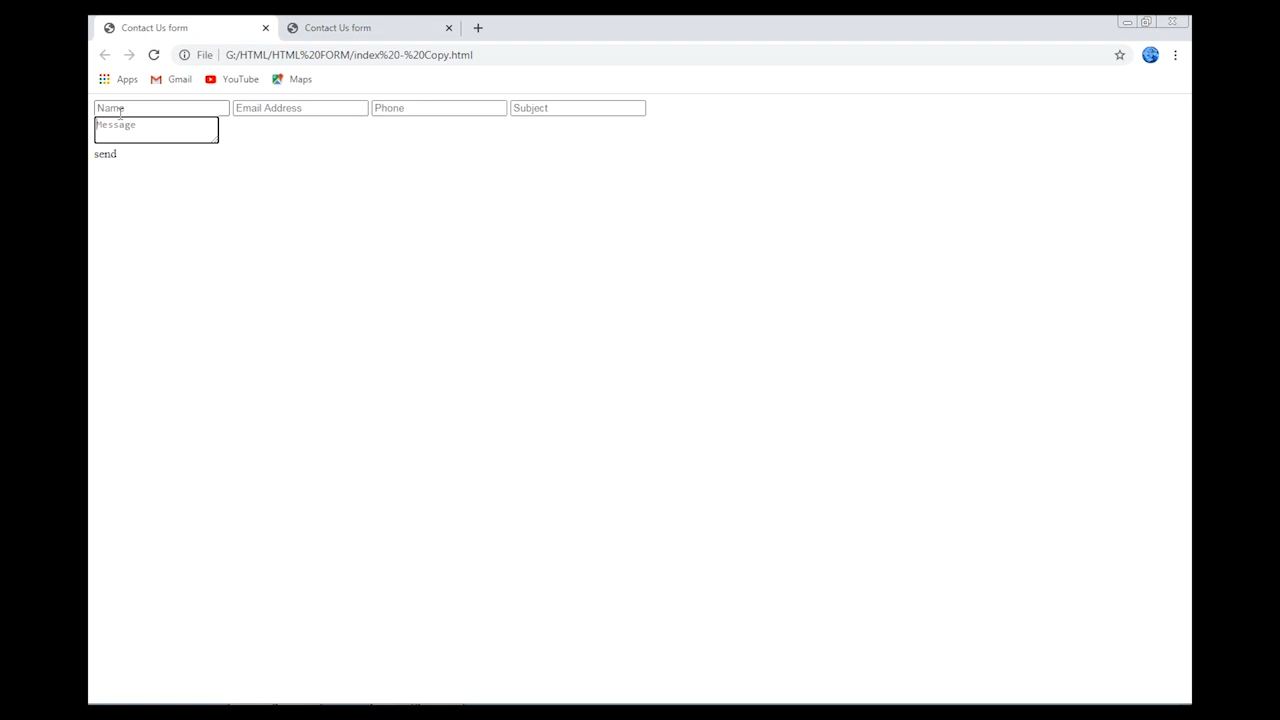 Contact Us form Contact Us form
File G:/HTML/HTML%20FORM/index%20-%20Copy.html
Apps Gmail YouTube Maps
Name Email Address Phone Subject
Message
send